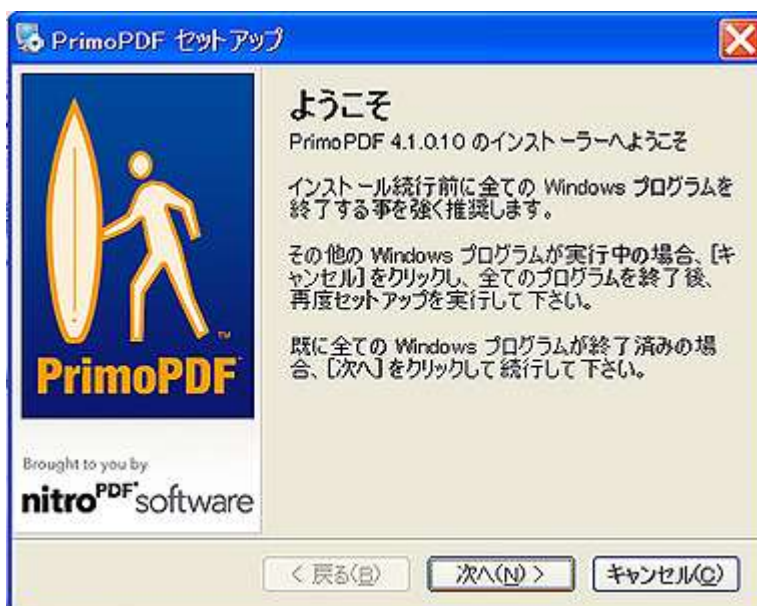 PrimoPDF セットアップ
ようこそ
PrimoPDF 4.1.0.10 のインストーラーへようこそ
インストール続行前に全ての Windows プログラムを
終了する事を強く推奨します。
その他の Windows プログラムが実行中の場合、[キ
ャンセル]をクリックし、全てのプログラムを終了後、
再度セットアップを実行して下さい。
既に全ての Windows プログラムが終了済みの場
合、[次へ]をクリックして続行して下さい。
TM
PrimoPDF
Brought to you by
nitroPDF software
< 戻る(B)
次へ(N) >
キャンセル(C)